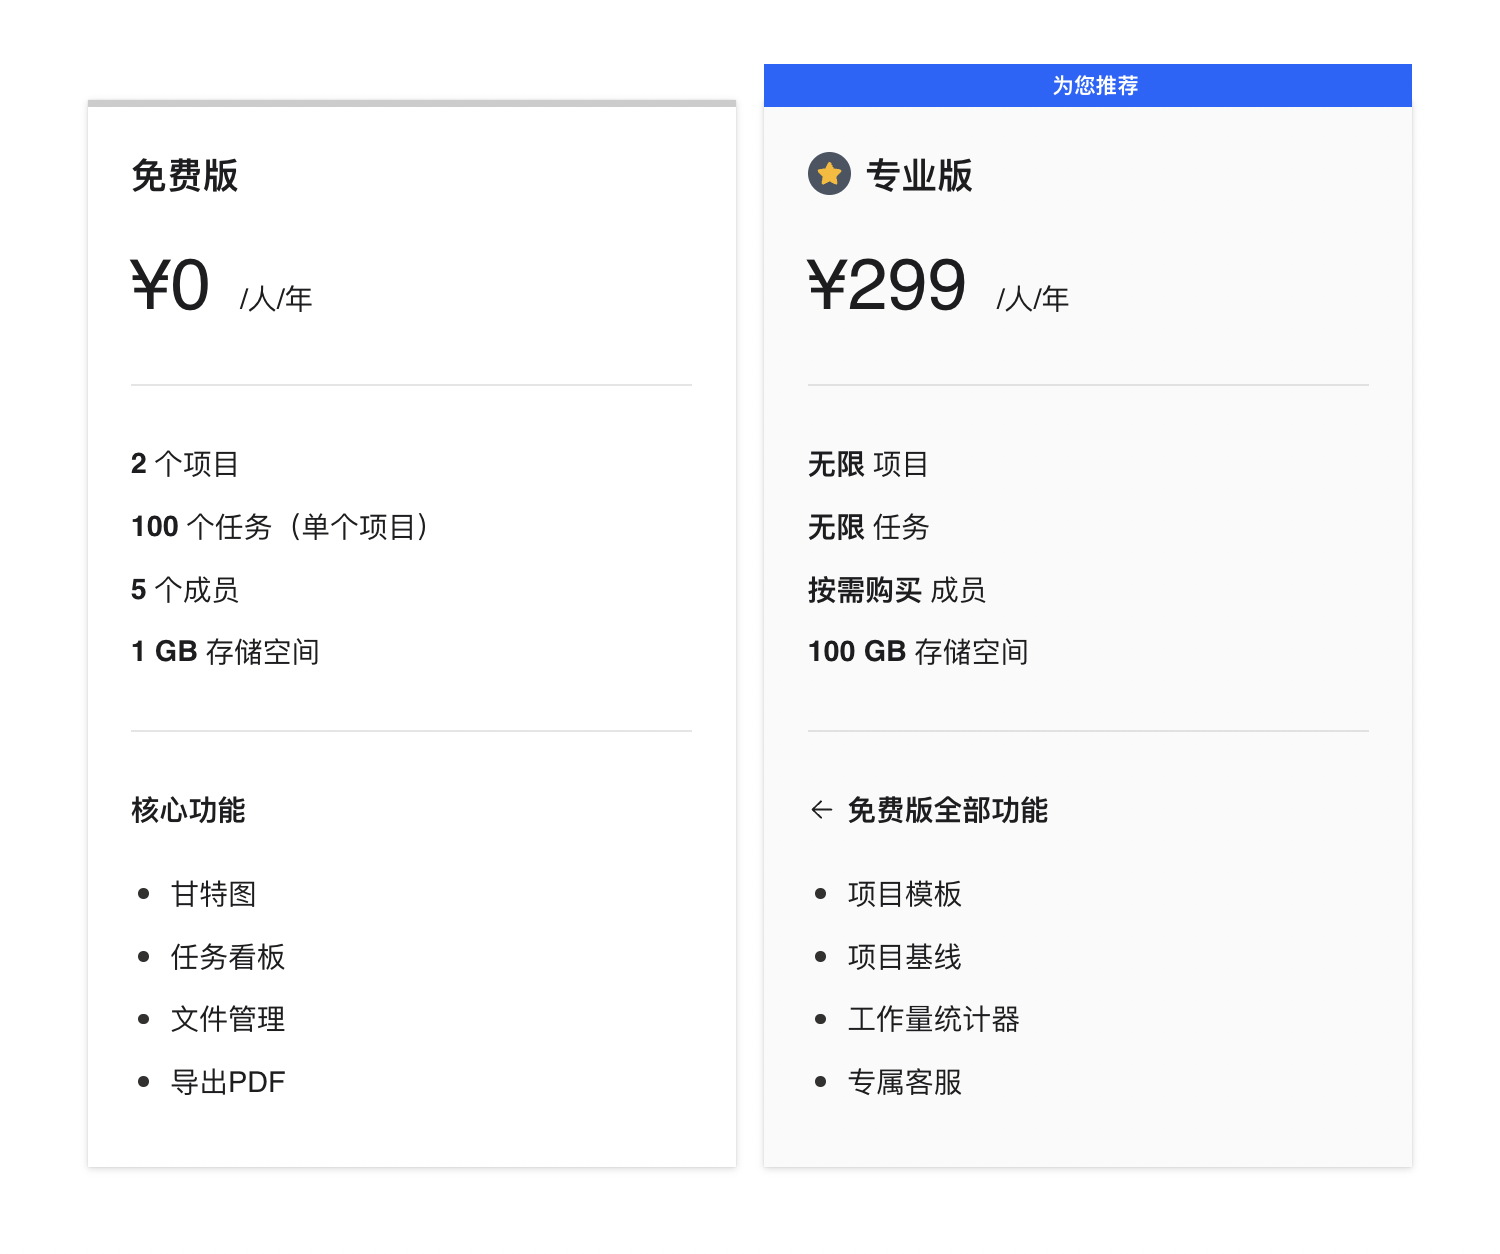 免费版
¥0 /人/年
2 个项目
100 个任务（单个项目）
5 个成员
1 GB 存储空间
核心功能
甘特图
任务看板
文件管理
导出PDF
为您推荐
专业版
¥299 /人/年
无限 项目
无限 任务
按需购买 成员
100 GB 存储空间
← 免费版全部功能
项目模板
项目基线
工作量统计器
专属客服